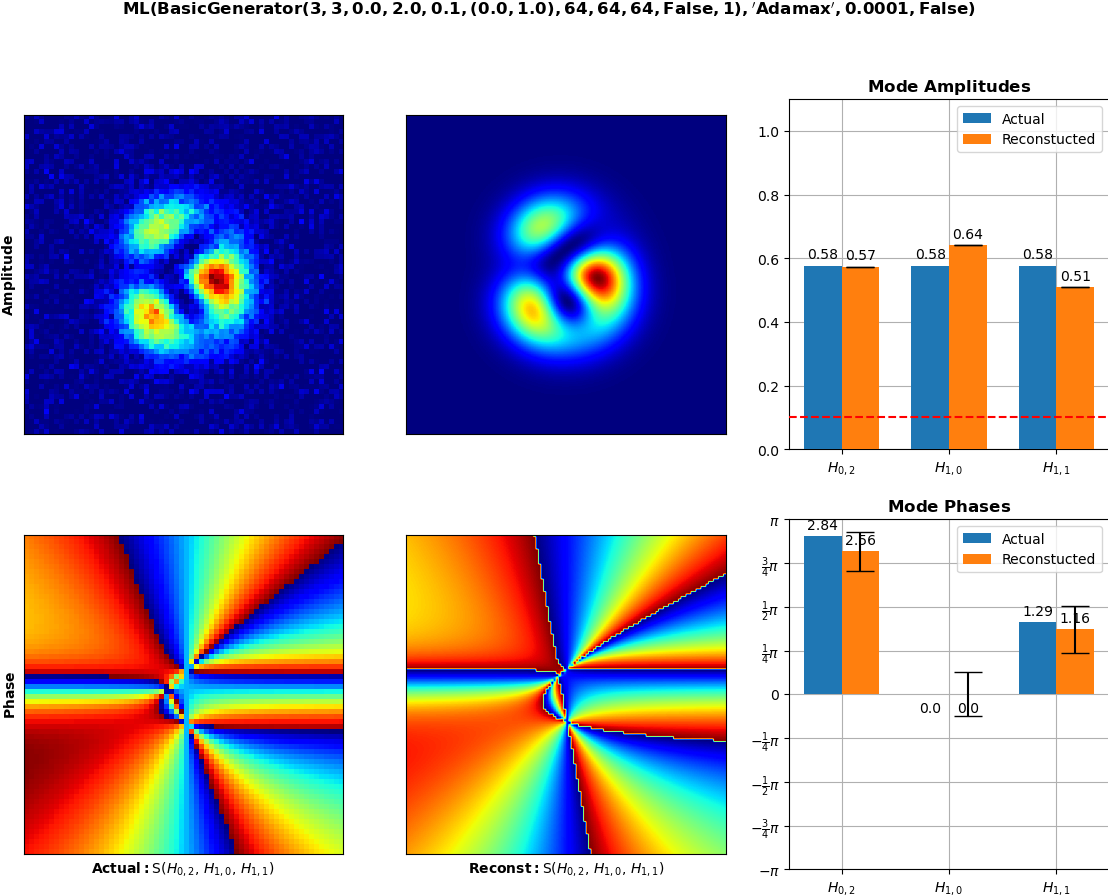 ML(BasicGenerator(3, 3, 0.0, 2.0, 0.1, (0.0, 1.0), 64, 64, 64, False, 1), ′Adamax′, 0.0001, False)
Amplitude
Mode Amplitudes
Actual
Reconstucted
1.0
0.8
0.6
0.4
0.2
0.0
0.58 0.57
0.58 0.64
0.58 0.51
H0,2 H1,0 H1,1
Phase
Actual: S(H0,2, H1,0, H1,1)
Reconst: S(H0,2, H1,0, H1,1)
Mode Phases
Actual
Reconstucted
π
3/4π
1/2π
1/4π
0
−1/4π
−1/2π
−3/4π
−π
2.84 2.56
0.0 0.0
1.29 1.16
H0,2 H1,0 H1,1